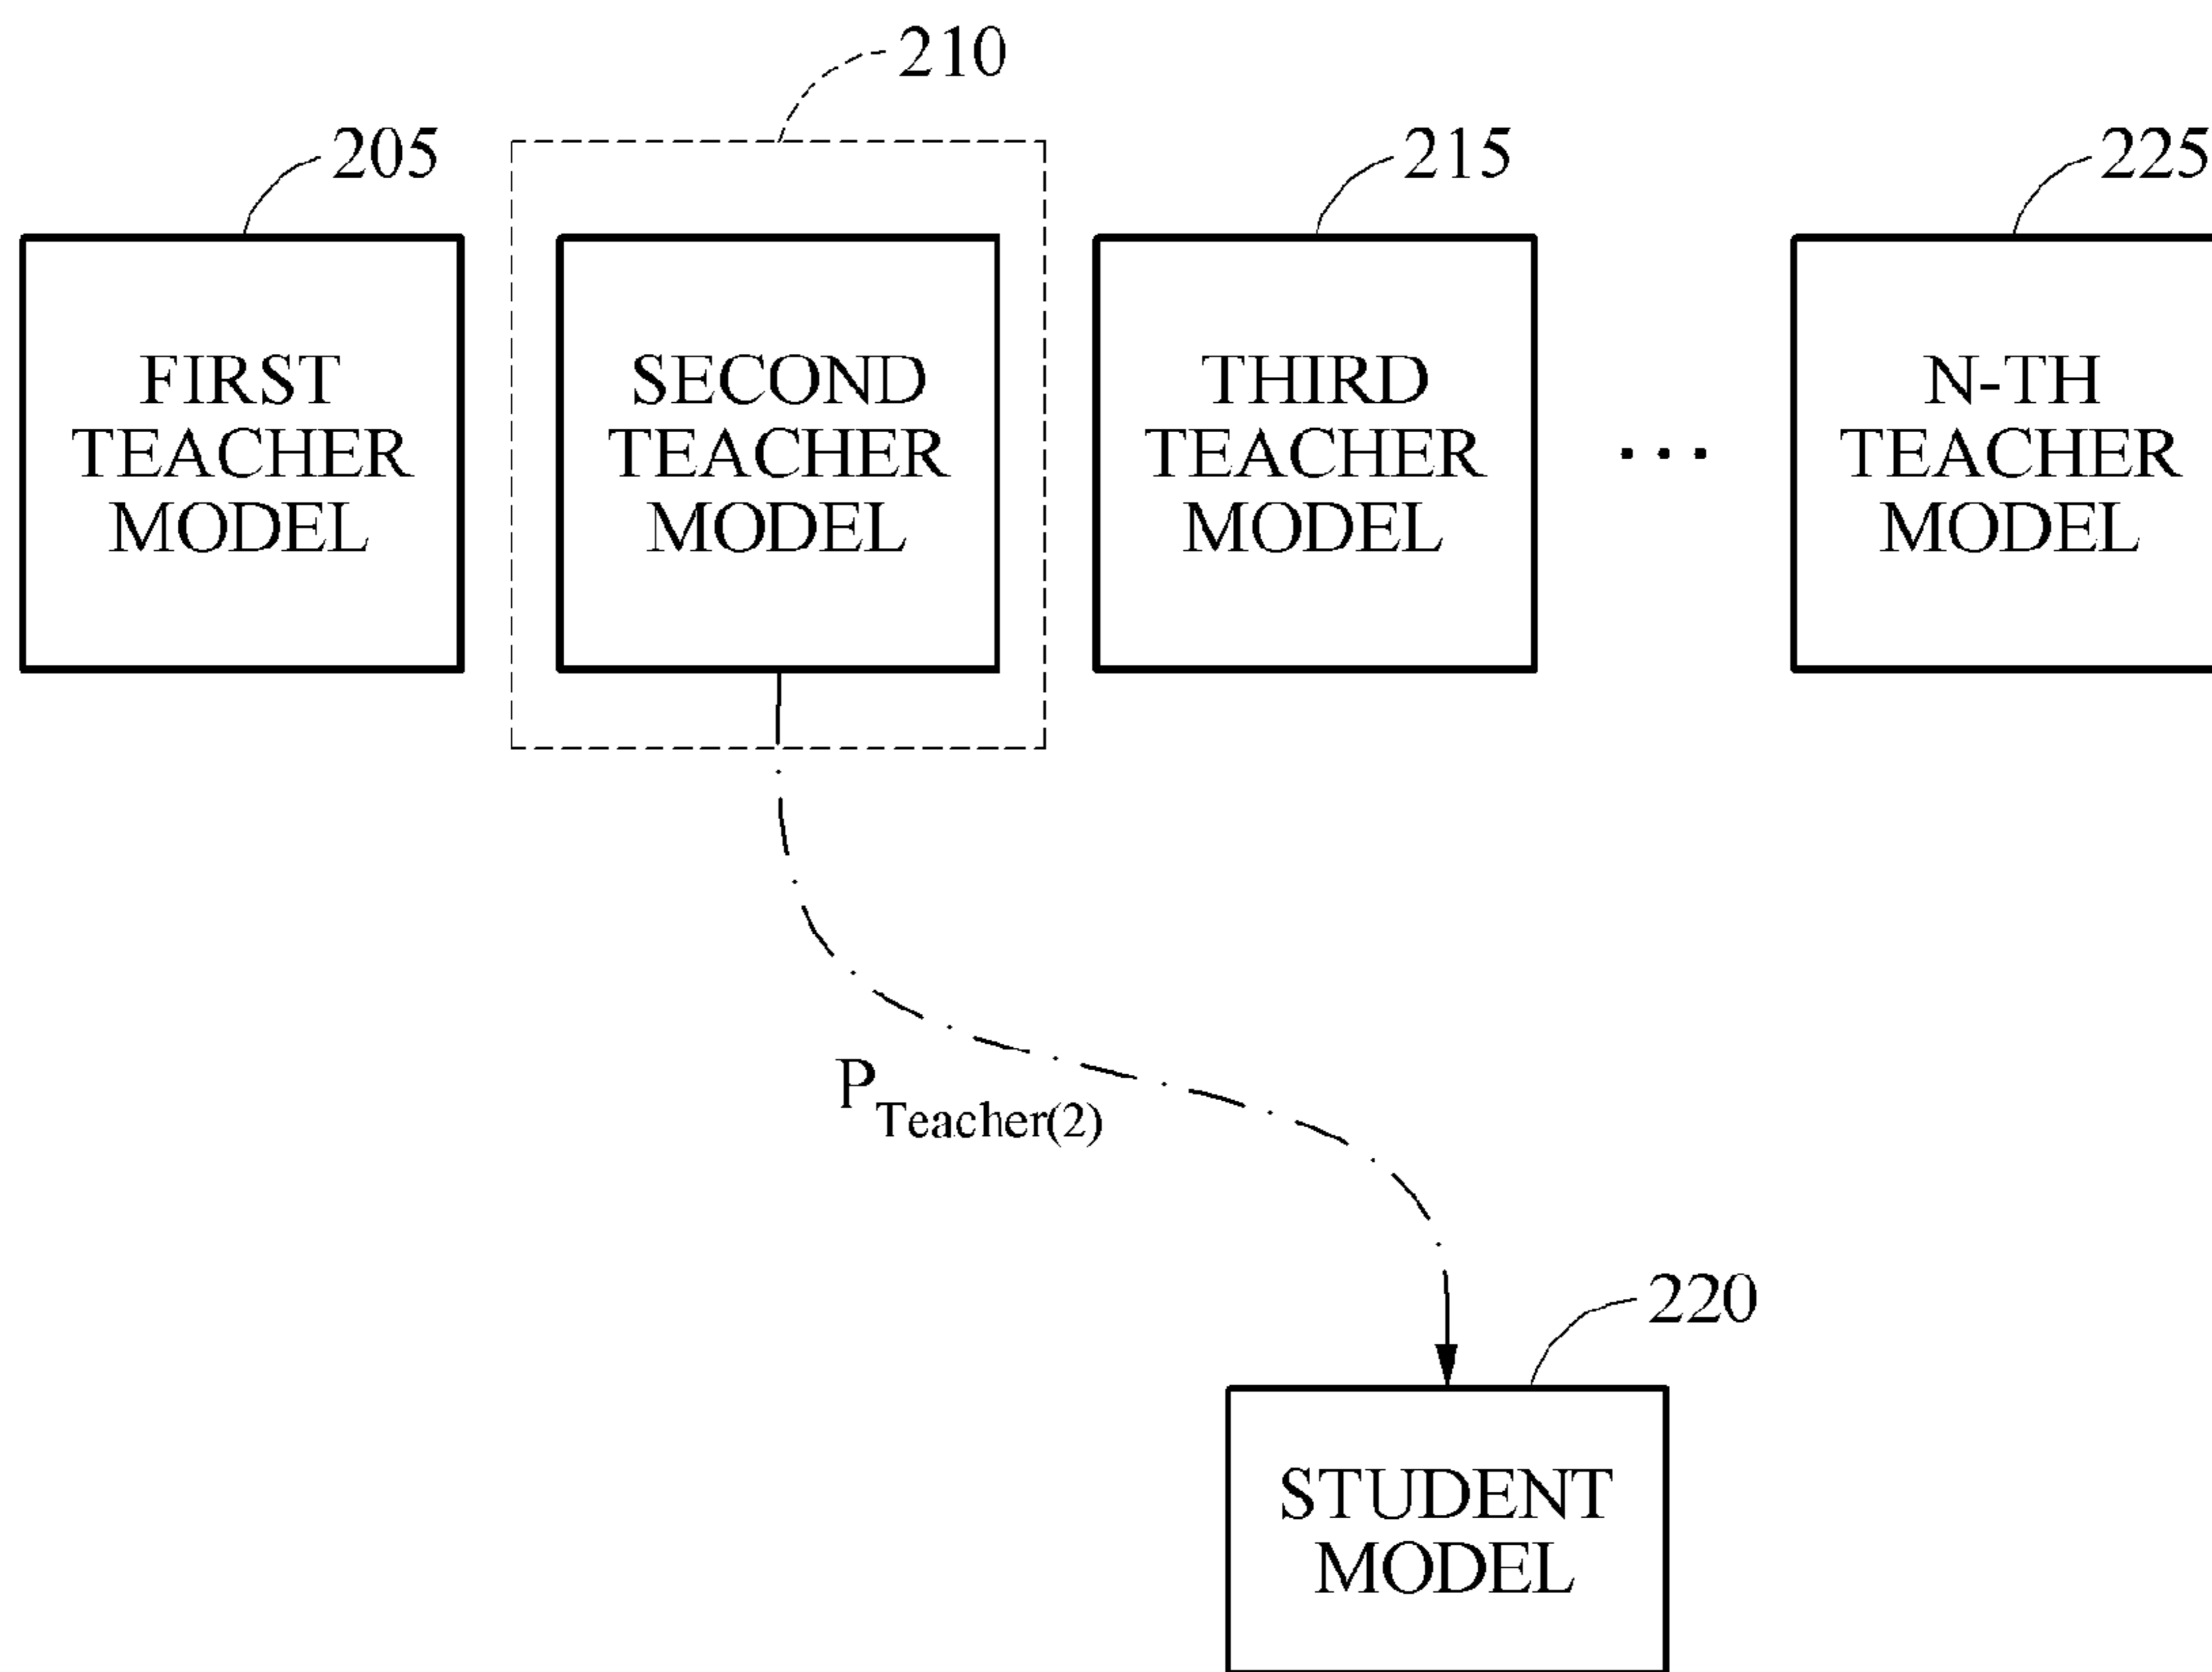 210
205
215
225
FIRST
TEACHER
MODEL
SECOND
TEACHER
MODEL
THIRD
TEACHER
MODEL
...
N-TH
TEACHER
MODEL
P Teacher(2)
220
STUDENT
MODEL